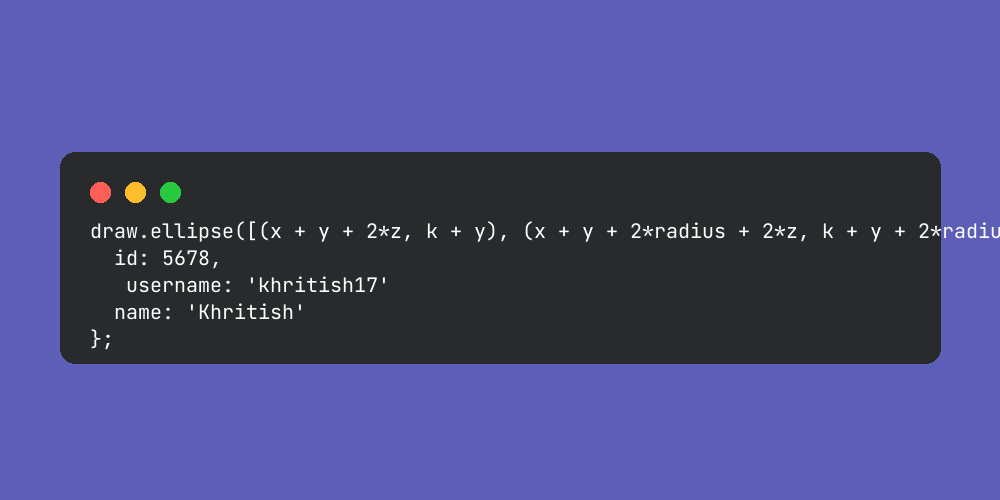 draw.ellipse([(x + y + 2*z, k + y), (x + y + 2*radius + 2*z, k + y + 2*radiu
  id: 5678,
   username: 'khritish17'
  name: 'Khritish'
};